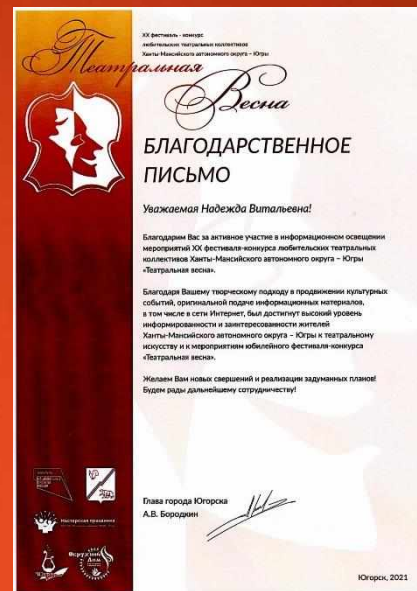 XX фестиваль - конкурс
любительских театральных коллективов
Ханты-Мансийского автономного округа – Югры
Театральная
Весна
БЛАГОДАРСТВЕННОЕ
ПИСЬМО
Уважаемая Надежда Витальевна!
Благодарим Вас за активное участие в информационном освещении
мероприятий XX фестиваля-конкурса любительских театральных
коллективов Ханты-Мансийского автономного округа – Югры
«Театральная весна».
Благодаря Вашему творческому подходу в продвижении культурных
событий, оригинальной подаче информационных материалов,
в том числе в сети Интернет, был достигнут высокий уровень
информированности и заинтересованности жителей
Ханты-Мансийского автономного округа – Югры к театральному
искусству и к мероприятиям юбилейного фестиваля-конкурса
«Театральная весна».
Желаем Вам новых свершений и реализации задуманных планов!
Будем рады дальнейшему сотрудничеству!
Глава города Югорска
А.В. Бородкин
Мастерская праздника
Окружной
Дом
Югорск, 2021